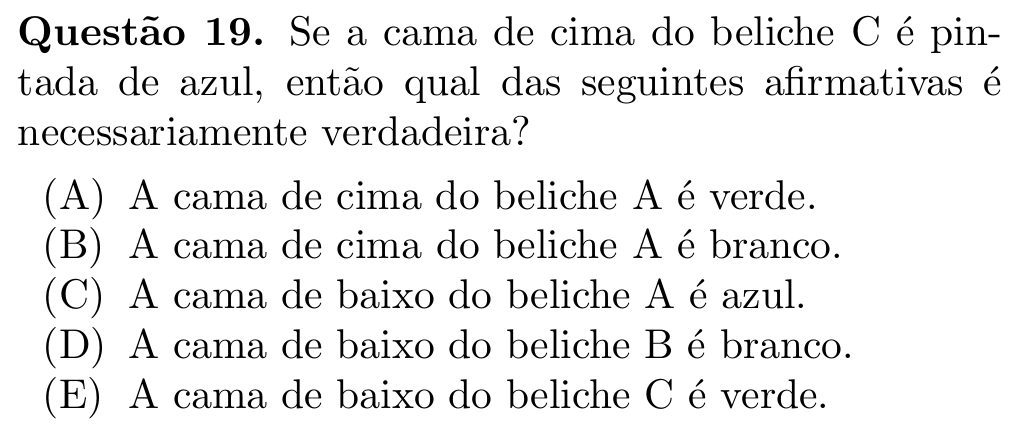 Questão 19. Se a cama de cima do beliche C é pin-
tada de azul, então qual das seguintes afirmativas é
necessariamente verdadeira?
(A) A cama de cima do beliche A é verde.
(B) A cama de cima do beliche A é branco.
(C) A cama de baixo do beliche A é azul.
(D) A cama de baixo do beliche B é branco.
(E) A cama de baixo do beliche C é verde.